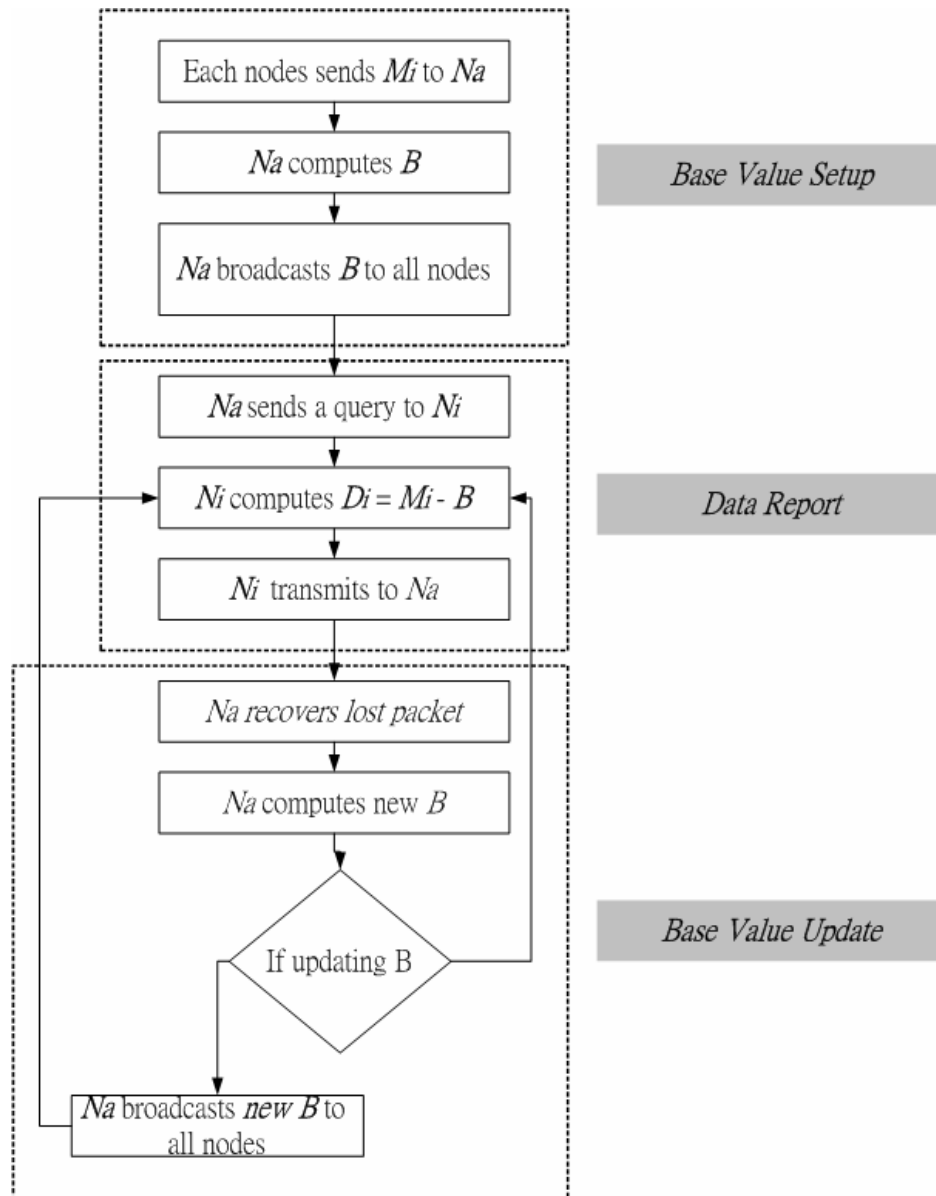 Each nodes sends Mi to Na
Na computes B
Base Value Setup
Na broadcasts B to all nodes
Na sends a query to Ni
Ni computes Di = Mi - B
Data Report
Ni transmits to Na
Na recovers lost packet
Na computes new B
Base Value Update
If updating B
Na broadcasts new B to
all nodes